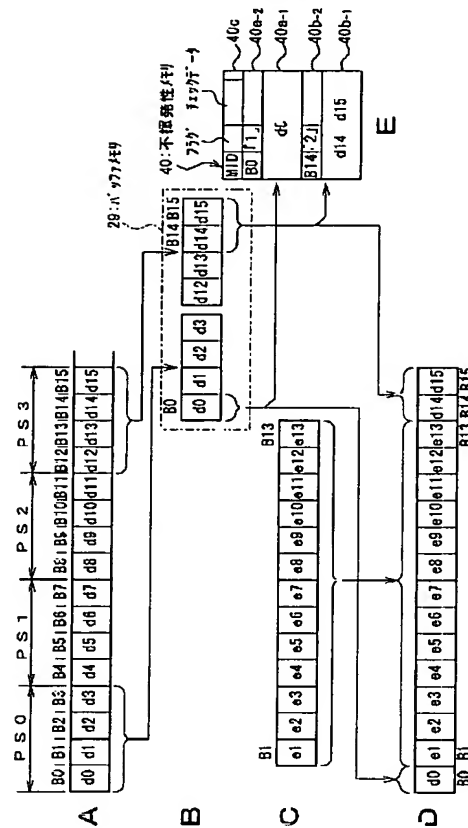 PS0 PS1 PS2 PS3
B0 B1 B2 B3 B4 B5 B6 B7 B8 B9 B10 B11 B12 B13 B14 B15
A d0 d1 d2 d3 d4 d5 d6 d7 d8 d9 d10 d11 d12 d13 d14 d15
29:バッファメモリ
B0 B14 B15
B d0 d1 d2 d3 d12 d13 d14 d15
B1 B13
C e1 e2 e3 e4 e5 e6 e7 e8 e9 e10 e11 e12 e13
D d0 e1 e2 e3 e4 e5 e6 e7 e8 e9 e10 e11 e12 e13 d14 d15
B0 B1 B13 B14 B15
40:不揮発性メモリ
フラグ チェックデータ
MID 40c
B0 「1」 40a-2
40a-1
B14 「2」 40b-2
d14 d15 40b-1
E